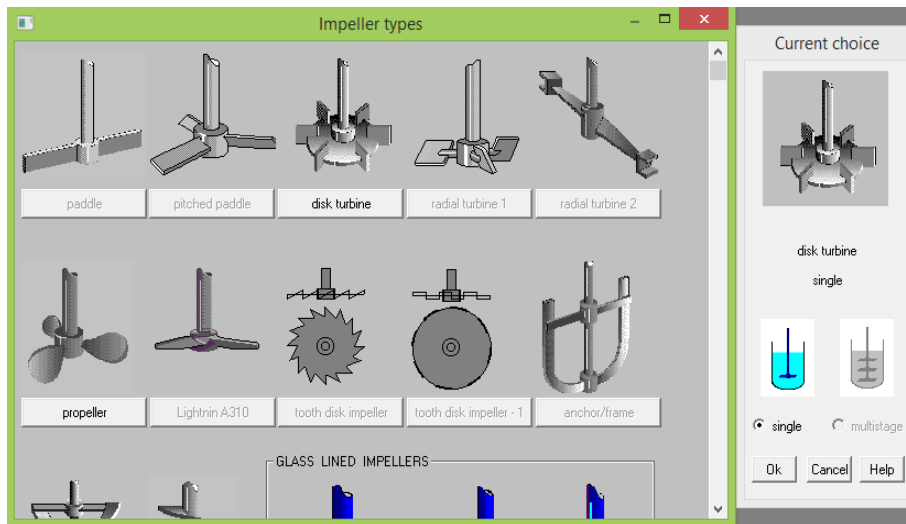 Impeller types
Current choice
paddle
pitched paddle
disk turbine
radial turbine 1
radial turbine 2
disk turbine
single
propeller
Lightnin A310
tooth disk impeller
tooth disk impeller - 1
anchor/frame
single
multistage
GLASS LINED IMPELLERS
Ok
Cancel
Help